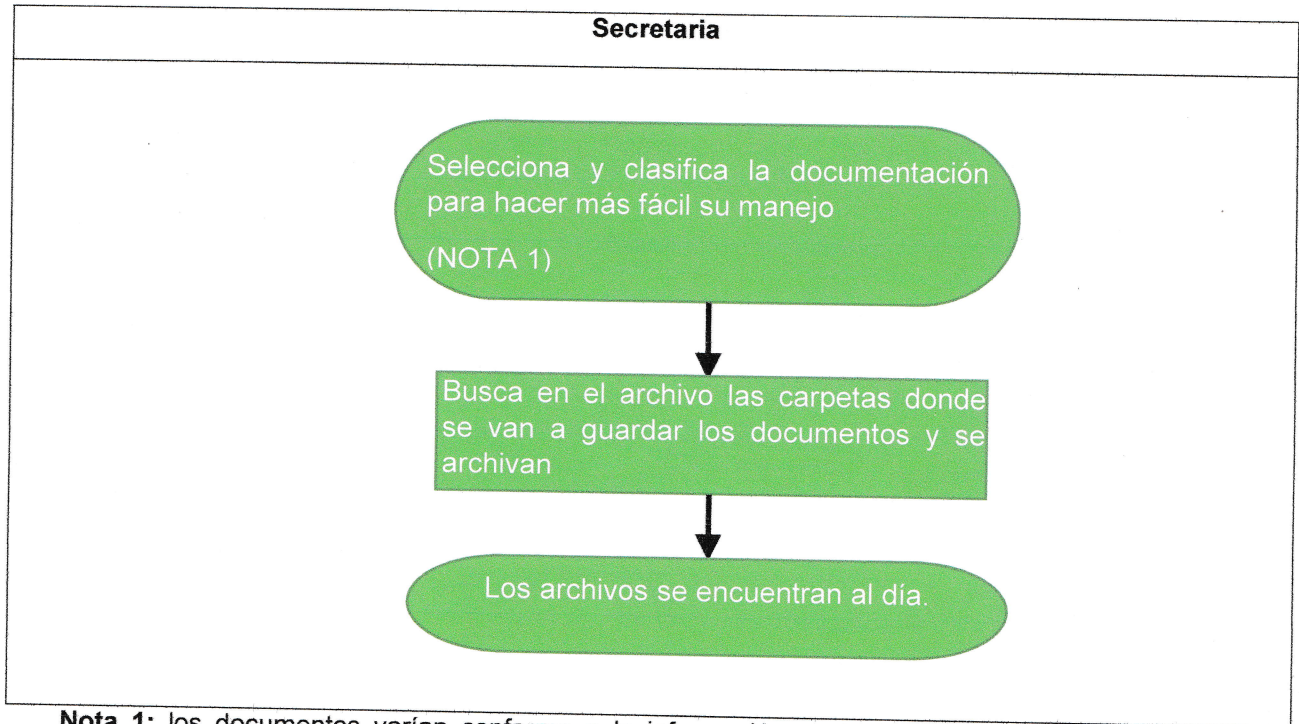 Secretaria
Selecciona y clasifica la documentación
para hacer más fácil su manejo
(NOTA 1)
Busca en el archivo las carpetas donde
se van a guardar los documentos y se
archivan
Los archivos se encuentran al día.
Nota 1: los documentos varían